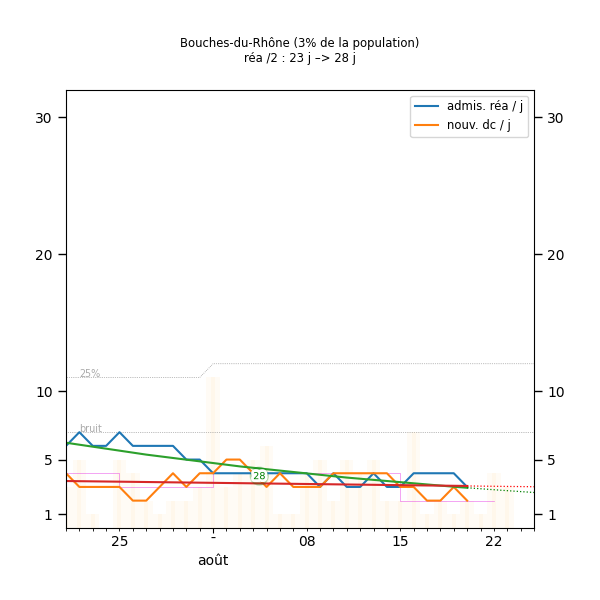 Bouches-du-Rhône (3% de la population)
réa /2 : 23 j –> 28 j
admis. réa / j
nouv. dc / j
30
30
20
20
25%
10
10
bruit
5
5
28
1
1
25
-
08
15
22
août